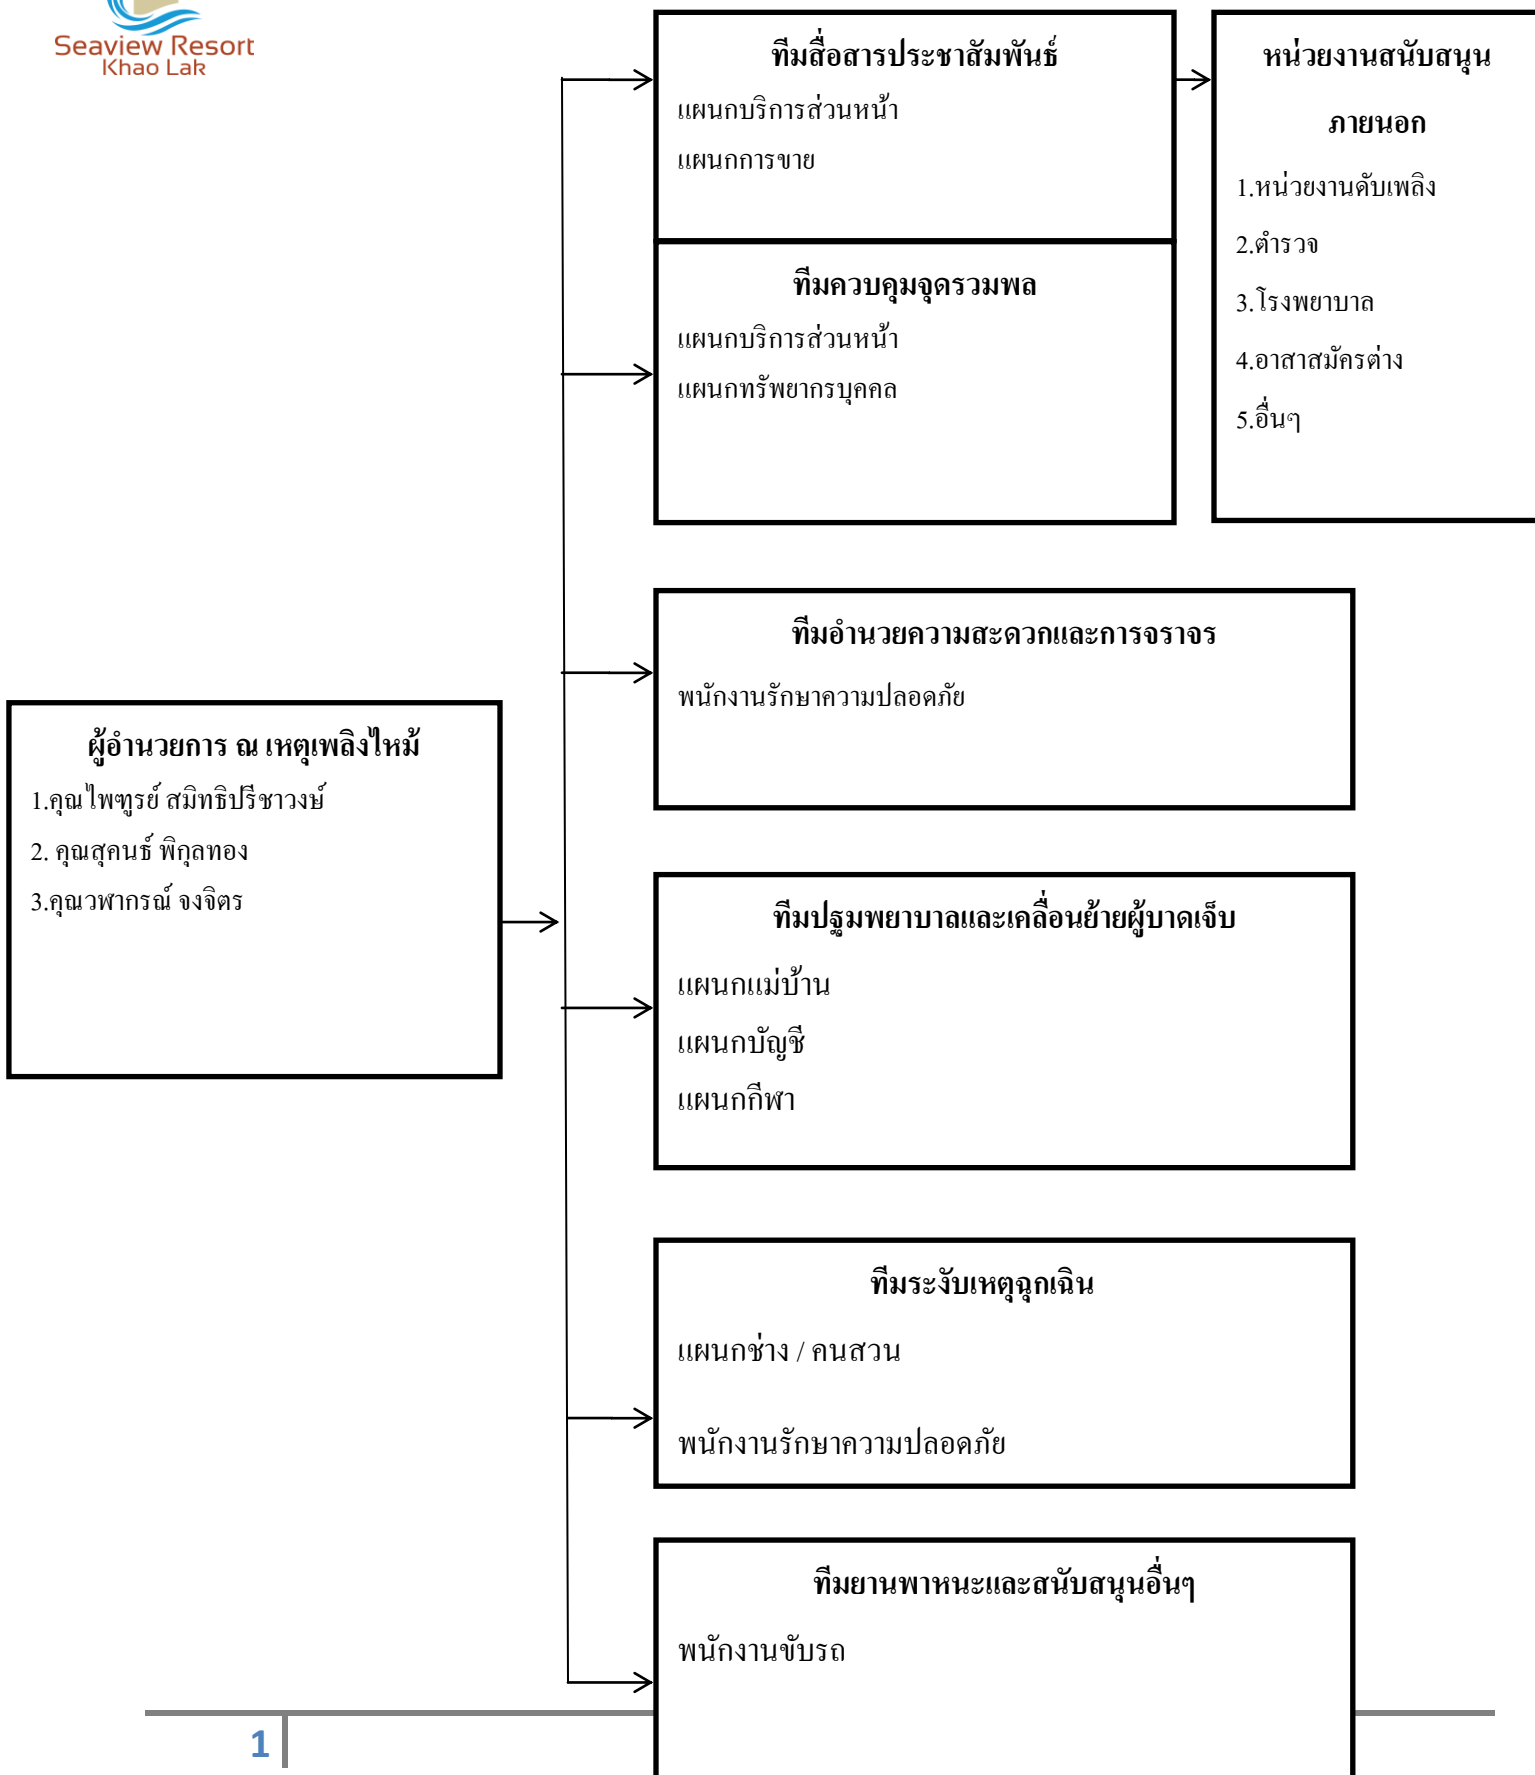 Seaview Resort
Khao Lak
ทีมสื่อสารประชาสัมพันธ์
แผนกบริการส่วนหน้า
แผนกการขาย
หน่วยงานสนับสนุน
ภายนอก
1.หน่วยงานดับเพลิง
2.ตำรวจ
3.โรงพยาบาล
4.อาสาสมัครต่าง
5.อื่นๆ
ทีมควบคุมจุดรวมพล
แผนกบริการส่วนหน้า
แผนกทรัพยากรบุคคล
ทีมอำนวยความสะดวกและการจราจร
พนักงานรักษาความปลอดภัย
ผู้อำนวยการ ณ เหตุเพลิงไหม้
1.คุณไพฑูรย์ สมิทธิปรีชาวงษ์
2. คุณสุคนธ์ พิกุลทอง
3.คุณวฬากรณ์ จงจิตร
ทีมปฐมพยาบาลและเคลื่อนย้ายผู้บาดเจ็บ
แผนกแม่บ้าน
แผนกบัญชี
แผนกกีฬา
ทีมระงับเหตุฉุกเฉิน
แผนกช่าง / คนสวน
พนักงานรักษาความปลอดภัย
ทีมยานพาหนะและสนับสนุนอื่นๆ
พนักงานขับรถ
1